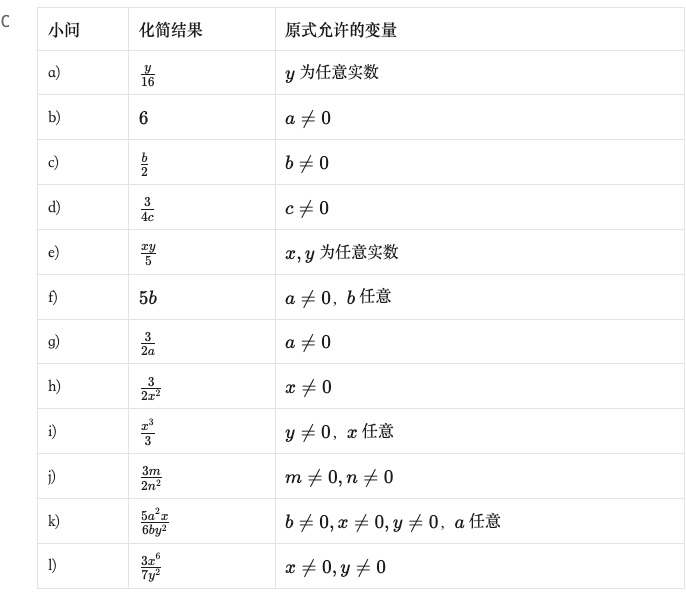 C
小问 化简结果 原式允许的变量
a) y/16 y 为任意实数
b) 6 a ≠ 0
c) b/2 b ≠ 0
d) 3/4c c ≠ 0
e) xy/5 x, y 为任意实数
f) 5b a ≠ 0, b 任意
g) 3/2a a ≠ 0
h) 3/2x² x ≠ 0
i) x³/3 y ≠ 0, x 任意
j) 3m/2n² m ≠ 0, n ≠ 0
k) 5a²x/6by² b ≠ 0, x ≠ 0, y ≠ 0, a 任意
l) 3x⁶/7y² x ≠ 0, y ≠ 0